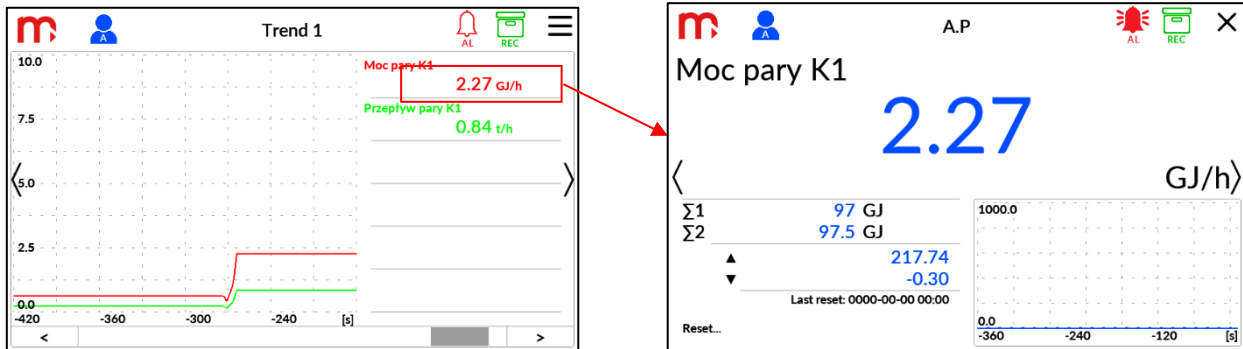 m A Trend 1 AL REC
10.0
7.5
5.0
2.5
0.0
-420 -360 -300 -240 [s]
< >
Moc pary K1
2.27 GJ/h
Przepływ pary K1
0.84 t/h
m A A.P AL REC
Moc pary K1
2.27
GJ/h
∑1 97 GJ
∑2 97.5 GJ
▲ 217.74
▼ -0.30
Last reset: 0000-00-00 00:00
Reset...
1000.0
0.0
-360 -240 -120 [s]